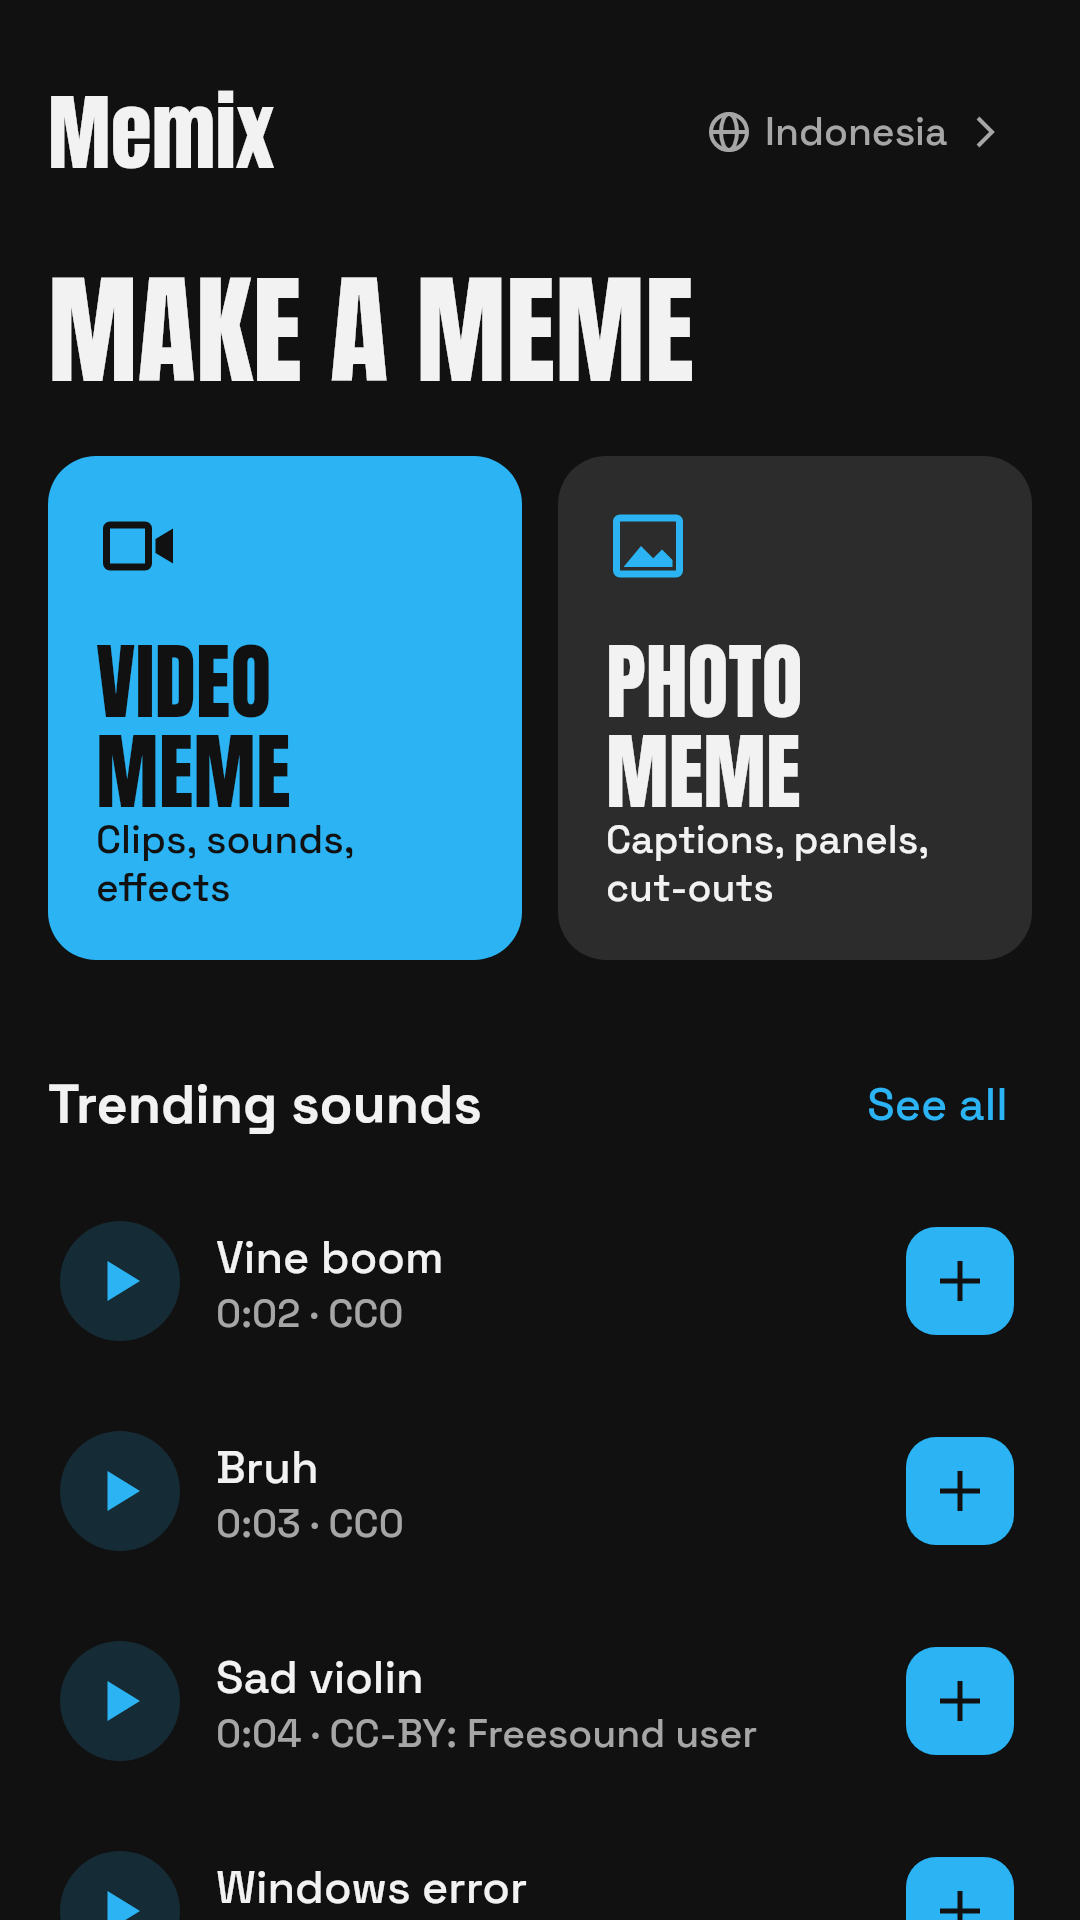 Memix
Indonesia
MAKE A MEME
VIDEO
MEME
Clips, sounds,
effects
PHOTO
MEME
Captions, panels,
cut-outs
Trending sounds
See all
Vine boom
0:02 · CC0
Bruh
0:03 · CC0
Sad violin
0:04 · CC-BY: Freesound user
Windows error